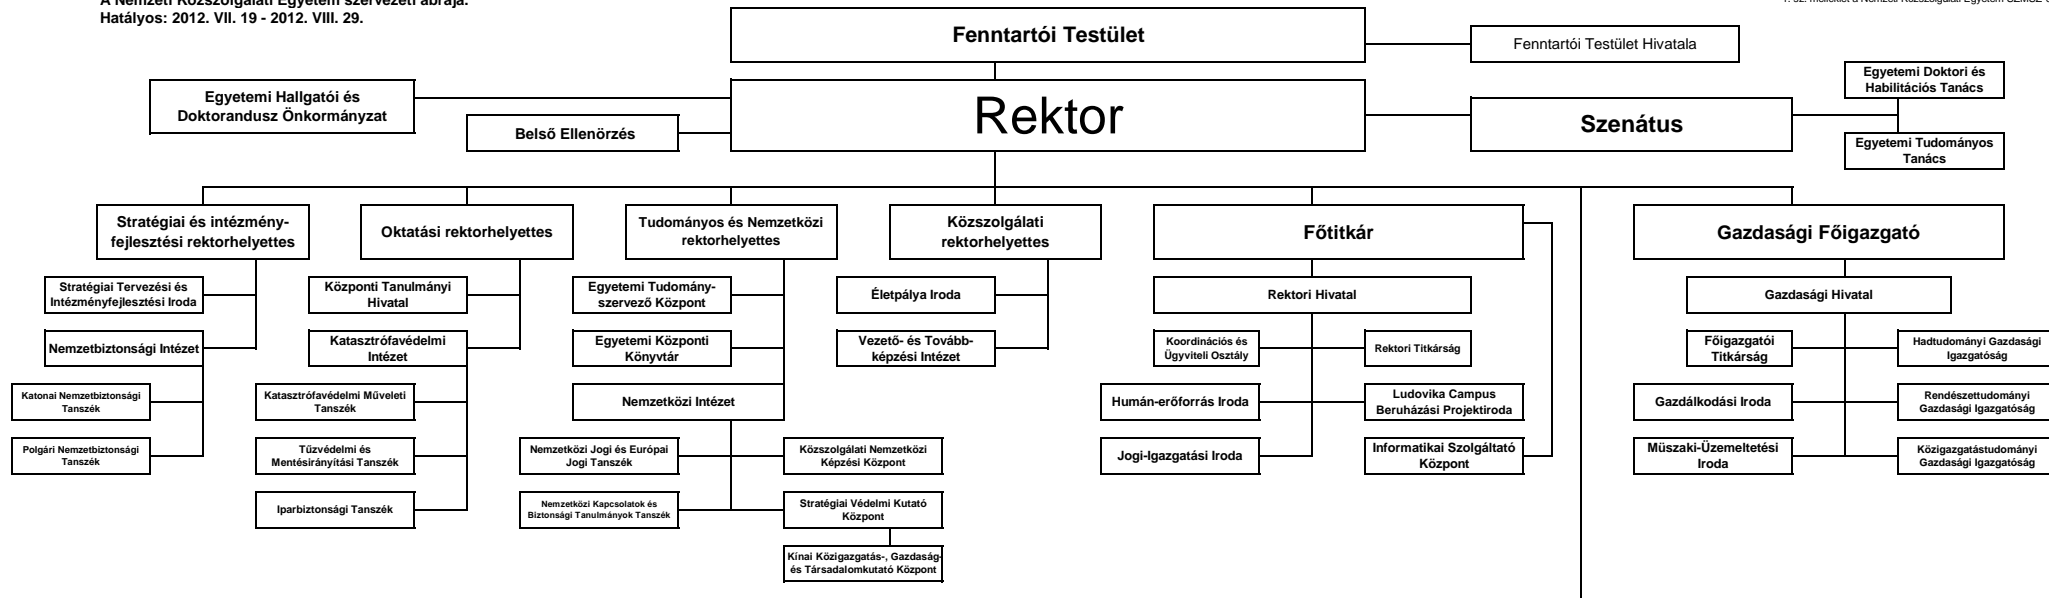 A Nemzeti Közszolgálati Egyetem szervezeti ábrája.
Hatályos: 2012. VII. 19 - 2012. VIII. 29.
1. sz. melléklet a Nemzeti Közszolgálati Egyetem
Fenntartói Testület
Fenntartói Testület Hivatala
Egyetemi Hallgatói és
Doktorandusz Önkormányzat
Belső Ellenörzés
Rektor
Szenátus
Egyetemi Doktori és
Habilitációs Tanács
Egyetemi Tudományos
Tanács
Stratégiai és intézmény-
fejlesztési rektorhelyettes
Oktatási rektorhelyettes
Tudományos és Nemzetközi
rektorhelyettes
Közszolgálati
rektorhelyettes
Főtitkár
Gazdasági Főigazgató
Stratégiai Tervezési és
Intézményfejlesztési Iroda
Nemzetbiztonsági Intézet
Katonai Nemzetbiztonsági
Tanszék
Polgári Nemzetbiztonsági
Tanszék
Központi Tanulmányi
Hivatal
Katasztrófavédelmi
Intézet
Katasztrófavédelmi Műveleti
Tanszék
Tűzvédelmi és
Mentésirányítási Tanszék
Iparbiztonsági Tanszék
Egyetemi Tudomány-
szervező Központ
Egyetemi Központi
Könyvtár
Nemzetközi Intézet
Nemzetközi Jogi és Európai
Jogi Tanszék
Közszolgálati Nemzetközi
Képzési Központ
Nemzetközi Kapcsolatok és
Biztonsági Tanulmányok Tanszék
Stratégiai Védelmi Kutató
Központ
Kínai Közigazgatás-, Gazdaság-
és Társadalomkutató Központ
Életpálya Iroda
Vezető- és Tovább-
képzési Intézet
Rektori Hivatal
Koordinációs és
Ügyviteli Osztály
Rektori Titkárság
Humán-erőforrás Iroda
Ludovika Campus
Beruházási Projektiroda
Jogi-Igazgatási Iroda
Informatikai Szolgáltató
Központ
Gazdasági Hivatal
Főigazgatói
Titkárság
Hadtudományi Gazdasági
Igazgatóság
Gazdálkodási Iroda
Rendészettudományi
Gazdasági Igazgatóság
Müszaki-Üzemeltetési
Iroda
Közigazgatástudományi
Gazdasági Igazgatóság